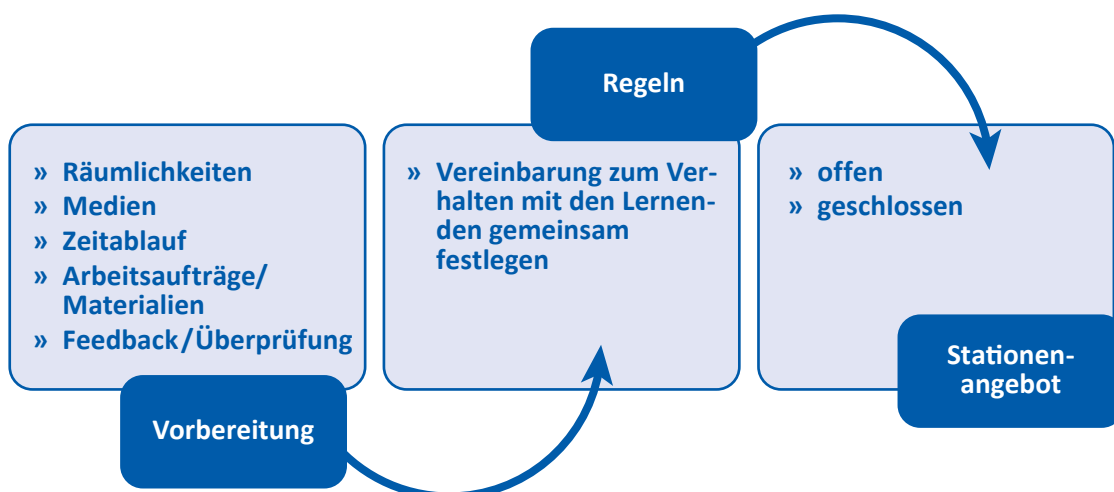 » Räumlichkeiten
» Medien
» Zeitablauf
» Arbeitsaufträge/
Materialien
» Feedback/Überprüfung
Vorbereitung
Regeln
» Vereinbarung zum Ver-
halten mit den Lernen-
den gemeinsam
festlegen
» offen
» geschlossen
Stationen-
angebot